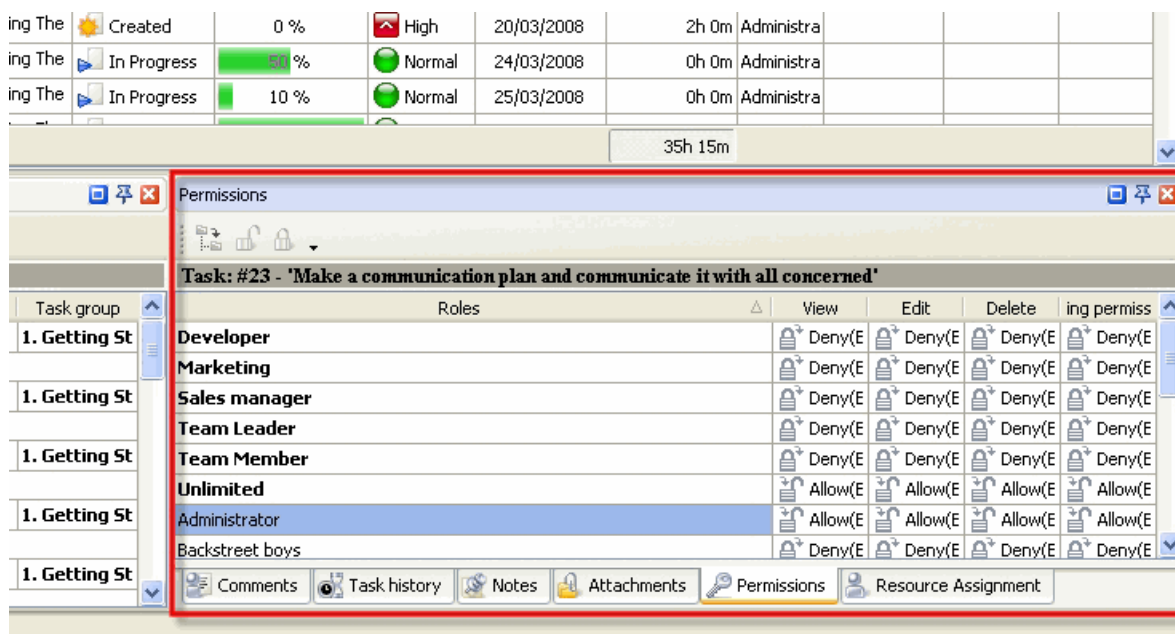 ing The Created 0 % High 20/03/2008 2h 0m Administra
ing The In Progress 50 % Normal 24/03/2008 0h 0m Administra
ing The In Progress 10 % Normal 25/03/2008 0h 0m Administra
35h 15m
Permissions
Task: #23 - 'Make a communication plan and communicate it with all concerned'
Task group Roles View Edit Delete ing permiss
1. Getting St Developer Deny(E Deny(E Deny(E Deny(E
Marketing Deny(E Deny(E Deny(E Deny(E
1. Getting St Sales manager Deny(E Deny(E Deny(E Deny(E
Team Leader Deny(E Deny(E Deny(E Deny(E
1. Getting St Team Member Deny(E Deny(E Deny(E Deny(E
Unlimited Allow(E Allow(E Allow(E Allow(E
1. Getting St Administrator Allow(E Allow(E Allow(E Allow(E
Backstreet boys Deny(E Deny(E Deny(E Deny(E
1. Getting St Comments Task history Notes Attachments Permissions Resource Assignment